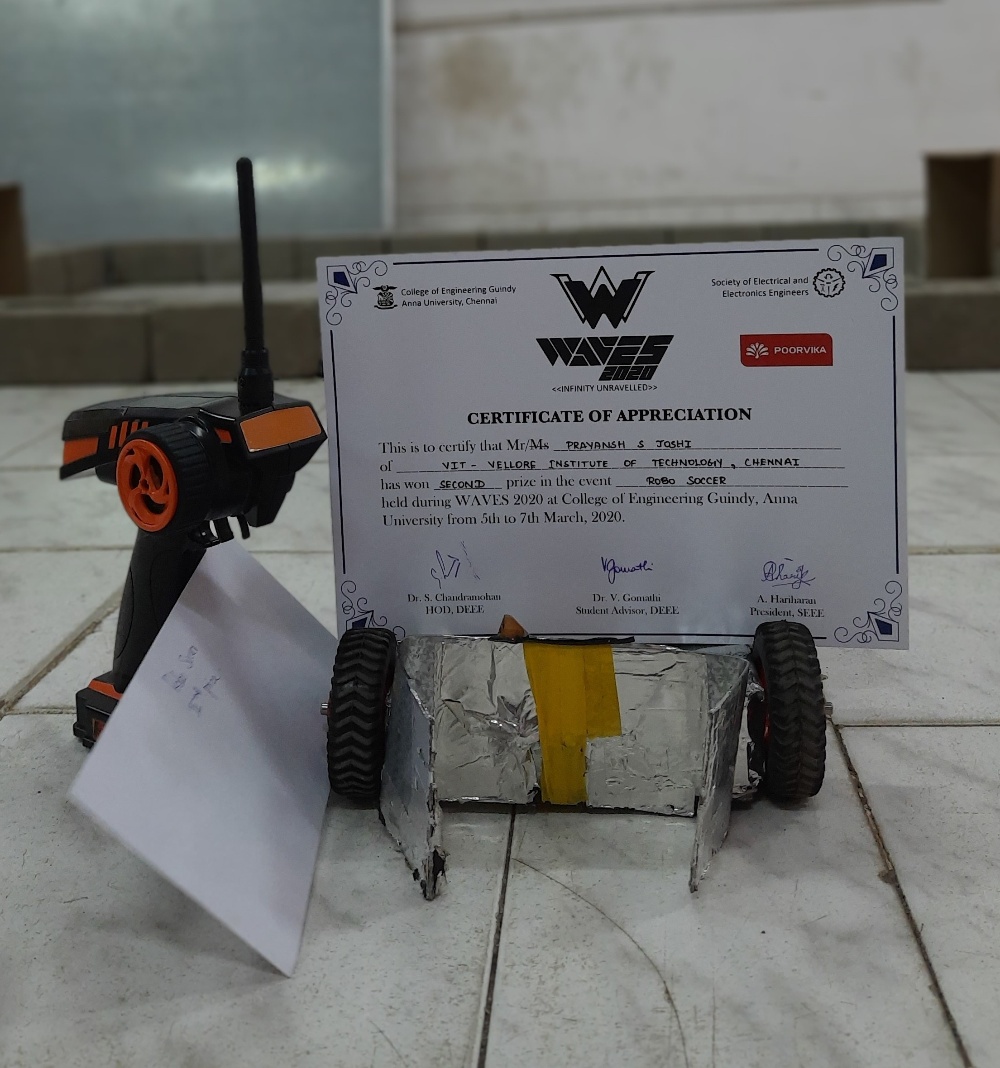 College of Engineering Guindy
Anna University, Chennai
Society of Electrical and
Electronics Engineers
W
WAVES
2020
<<INFINITY UNRAVELLED>>
POORVIKA
CERTIFICATE OF APPRECIATION
This is to certify that Mr/Ms PRAYANSH S JOSHI
of VIT - VELLORE INSTITUTE OF TECHNOLOGY, CHENNAI
has won SECOND prize in the event ROBO SOCCER
held during WAVES 2020 at College of Engineering Guindy, Anna
University from 5th to 7th March, 2020.
Dr. S. Chandramohan
HOD, DEEE
Dr. V. Gomathi
Student Advisor, DEEE
A. Hariharan
President, SEEE